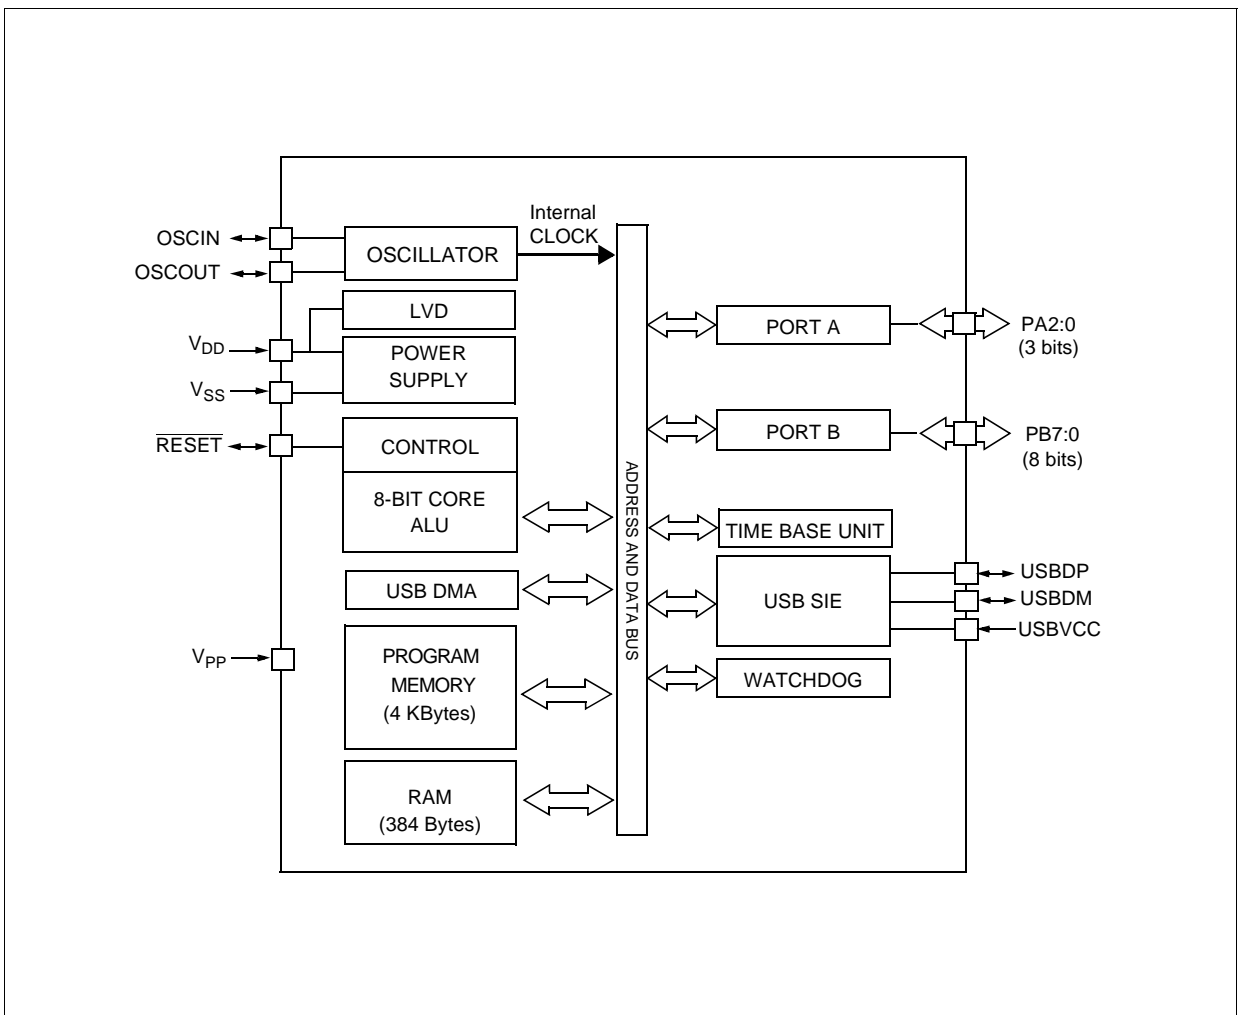 Internal
CLOCK
OSCIN
OSCOUT
OSCILLATOR
LVD
VDD
POWER
SUPPLY
VSS
RESET
CONTROL
8-BIT CORE
ALU
USB DMA
VPP
PROGRAM
MEMORY
(4 KBytes)
RAM
(384 Bytes)
ADDRESS AND DATA BUS
PORT A
PA2:0
(3 bits)
PORT B
PB7:0
(8 bits)
TIME BASE UNIT
USB SIE
USBDP
USBDM
USBVCC
WATCHDOG